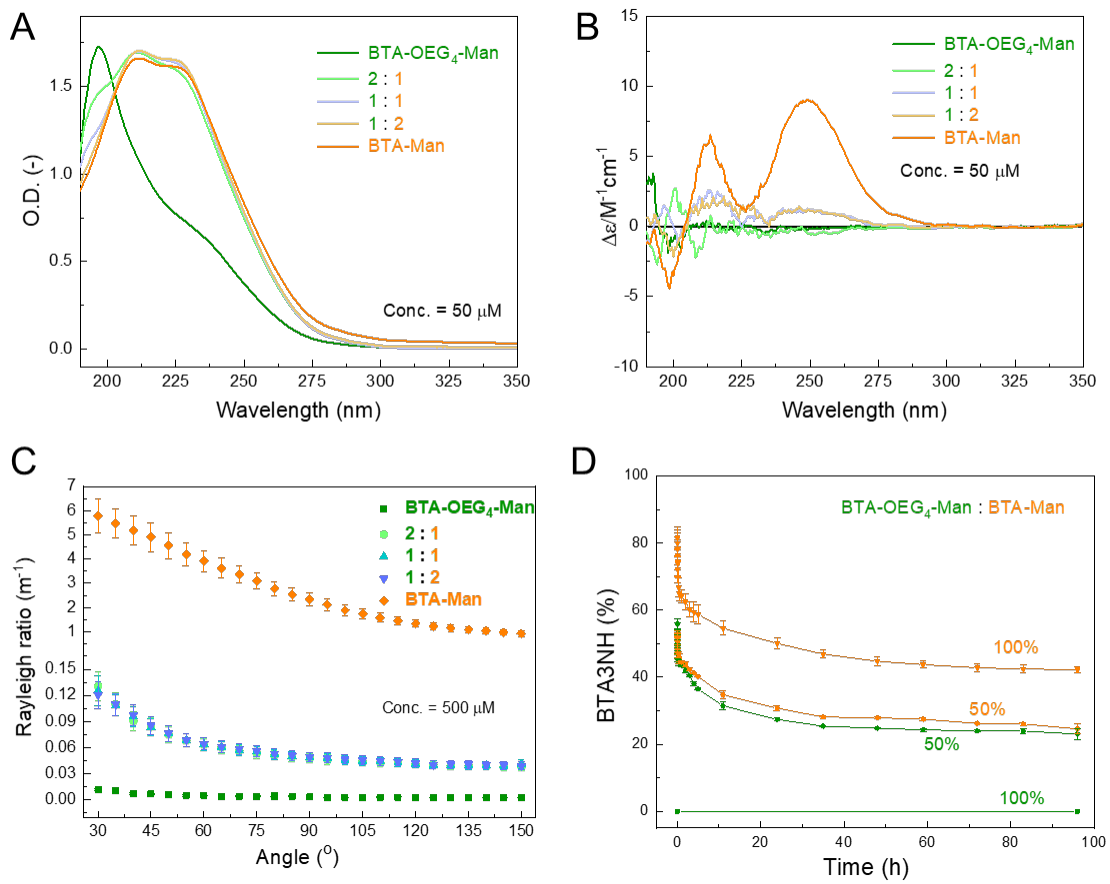 A
BTA-OEG₄-Man
2 : 1
1 : 1
1 : 2
BTA-Man
Conc. = 50 μM
O.D. (-)
0.0
0.5
1.0
1.5
200 225 250 275 300 325 350
Wavelength (nm)
B
BTA-OEG₄-Man
2 : 1
1 : 1
1 : 2
BTA-Man
Conc. = 50 μM
Δε/M⁻¹cm⁻¹
15
10
5
0
-5
-10
200 225 250 275 300 325 350
Wavelength (nm)
C
BTA-OEG₄-Man
2 : 1
1 : 1
1 : 2
BTA-Man
Conc. = 500 μM
Rayleigh ratio (m⁻¹)
7
6
5
4
3
2
1
0.15
0.12
0.09
0.06
0.03
0.00
30 45 60 75 90 105 120 135 150
Angle (⁰)
D
BTA-OEG₄-Man : BTA-Man
100%
50%
50%
100%
BTA3NH (%)
100
80
60
40
20
0
0 20 40 60 80 100
Time (h)